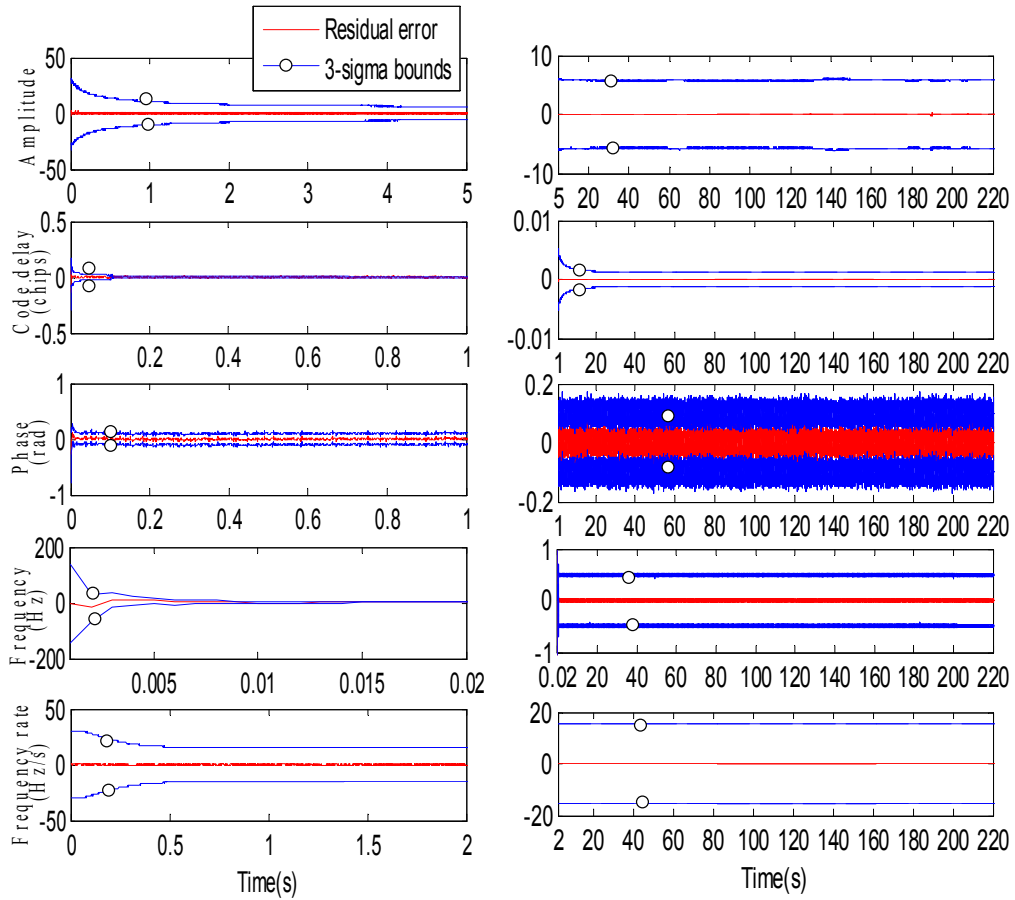 Residual error
3-sigma bounds
Amplitude
50
0
-50
0 1 2 3 4 5
10
0
-10
5 20 40 60 80 100 120 140 160 180 200 220
Code delay
(chips)
0.5
0
-0.5
0.2 0.4 0.6 0.8 1
0.01
0
-0.01
1 20 40 60 80 100 120 140 160 180 200 220
Phase
(rad)
1
0
-1
0 0.2 0.4 0.6 0.8 1
0.2
0
-0.2
1 20 40 60 80 100 120 140 160 180 200 220
Frequency
(Hz)
200
0
-200
0.005 0.01 0.015 0.02
1
0
-1
0.02 20 40 60 80 100 120 140 160 180 200 220
Frequency rate
(Hz/s)
50
0
-50
0 0.5 1 1.5 2
Time(s)
20
0
-20
2 20 40 60 80 100 120 140 160 180 200 220
Time(s)